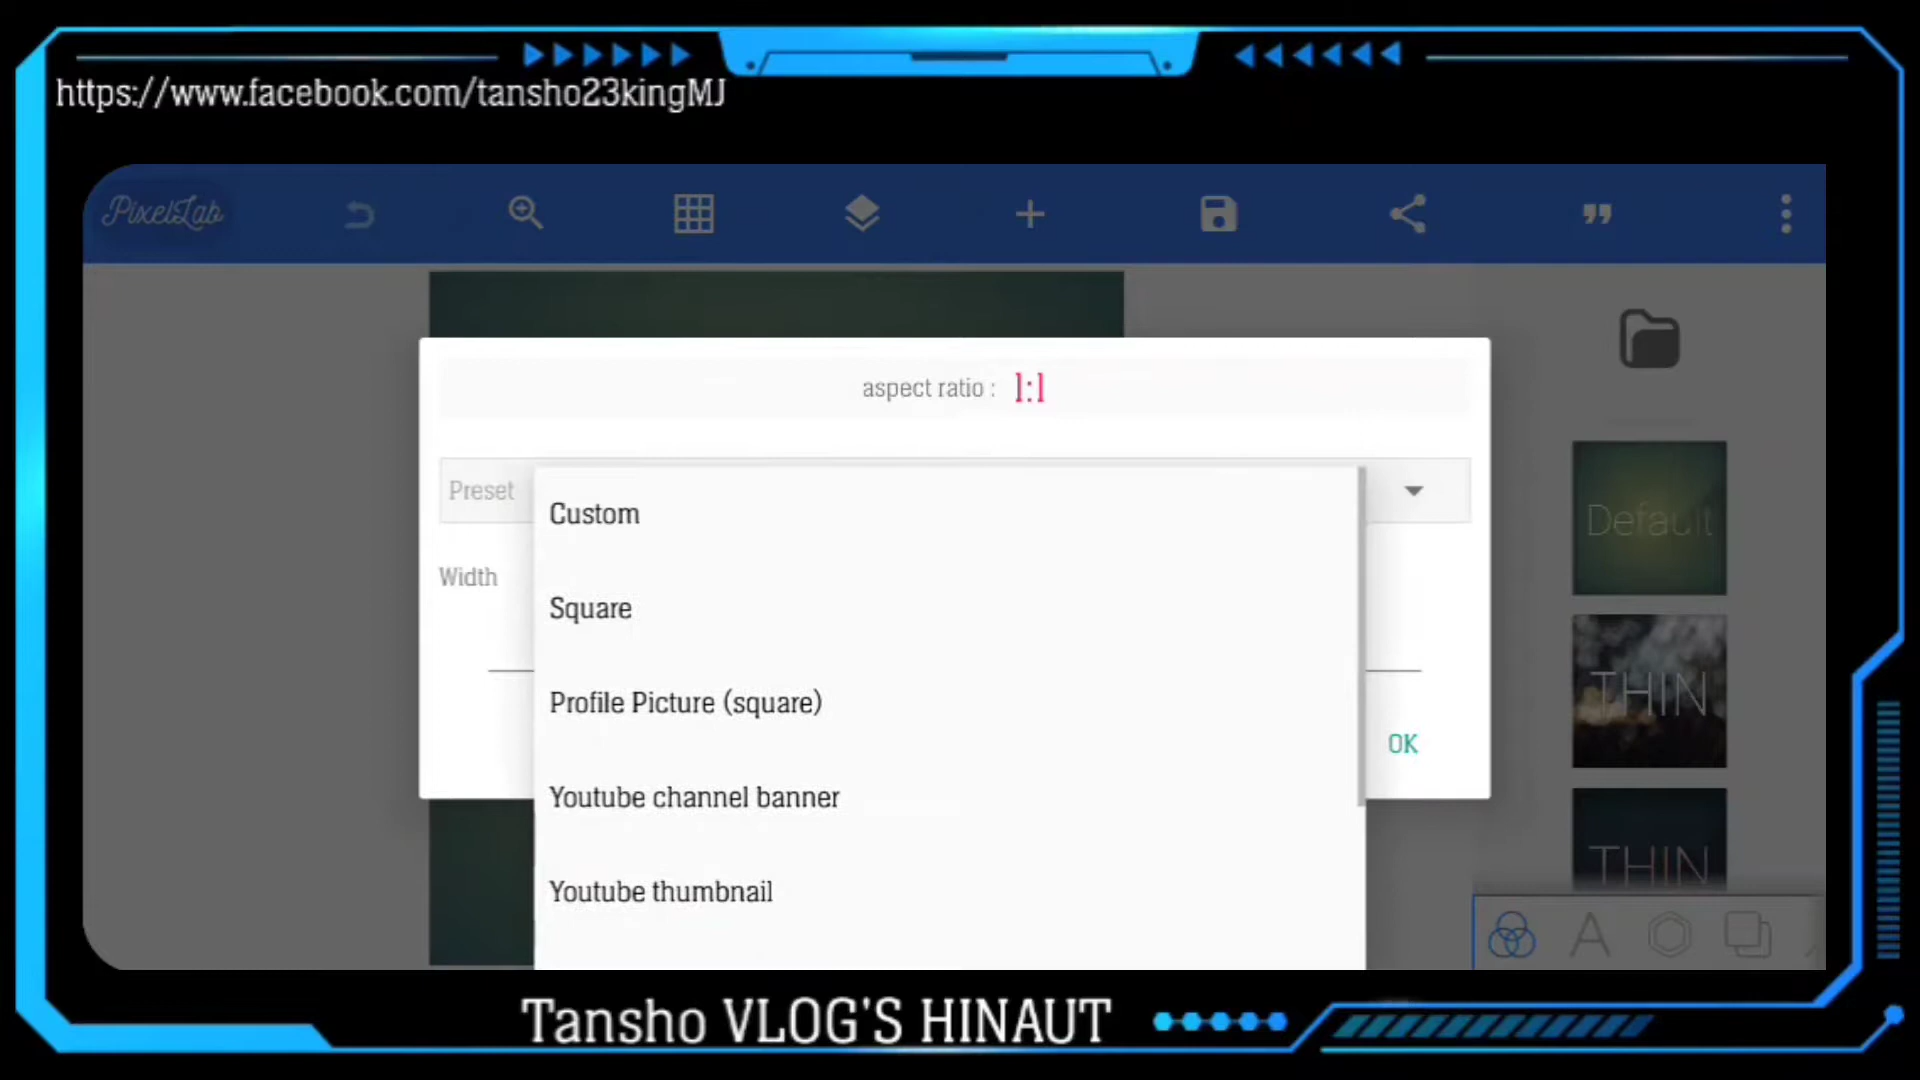 https://www.facebook.com/tansho23kingMJ
PixelLab
aspect ratio : 1:1
Preset
Custom
Width
Square
Profile Picture (square)
OK
Youtube channel banner
Youtube thumbnail
Default
THIN
THIN
Tansho VLOG'S HINAUT